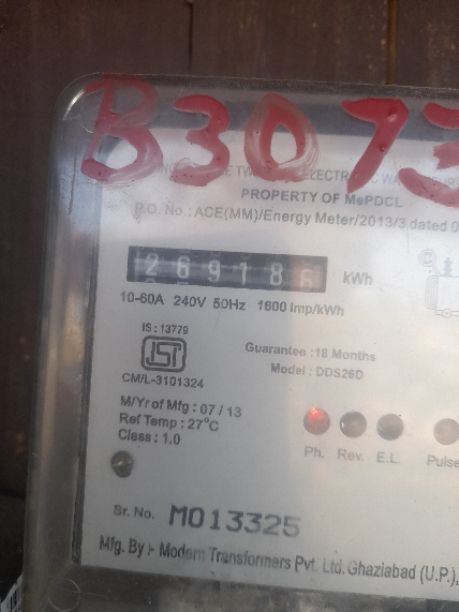 B3073
PROPERTY OF MePDCL
P.O. No.: ACE(MM)/Energy Meter/2013/3 dated
269186 kWh
10-60A 240V 50Hz 1600 Imp/kWh
IS : 13779
ISI
CM/L-3101324
Guarantee : 18 Months
Model : DDS26D
M/Yr of Mfg : 07 / 13
Ref Temp : 27°C
Class : 1.0
Ph. Rev. E.L. Pulse
Sr. No. M013325
Mfg. By :- Modern Transformers Pvt. Ltd. Ghaziabad (U.P.),